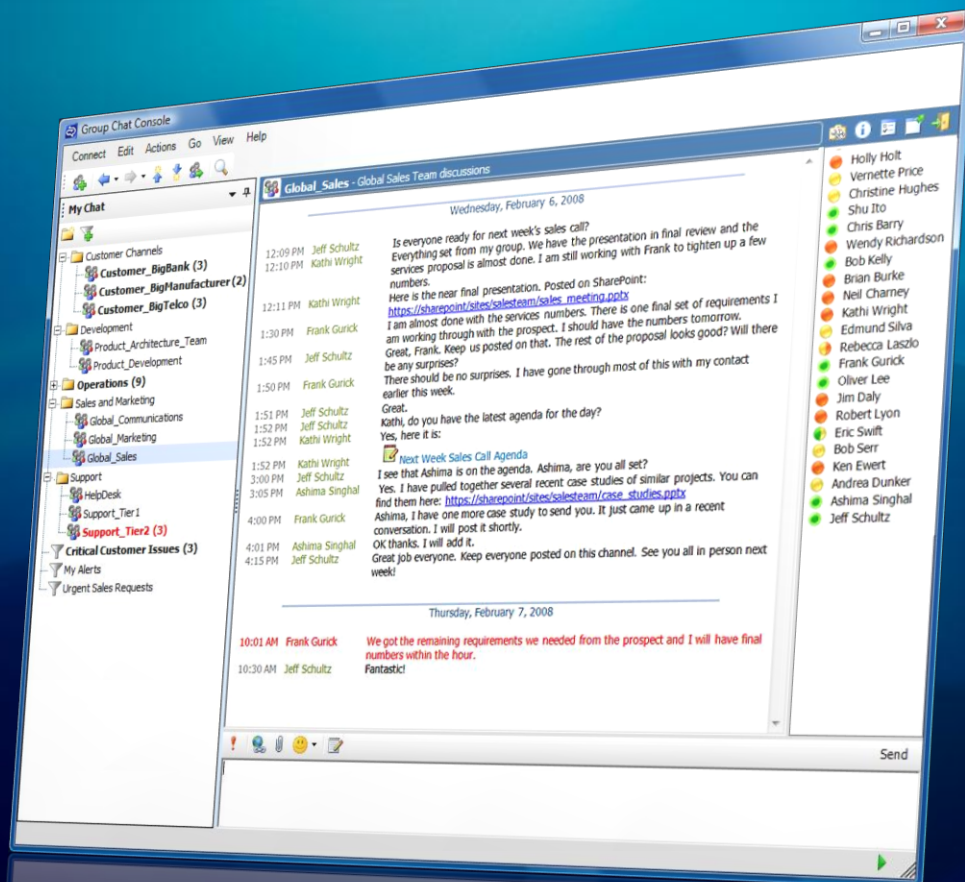 Group Chat Console
Connect Edit Actions Go View Help
My Chat
Customer Channels
Customer_BigBank (3)
Customer_BigManufacturer (2)
Customer_BigTelco (3)
Development
Product_Architecture_Team
Product_Development
Operations (9)
Sales and Marketing
Global_Communications
Global_Marketing
Global_Sales
Support
HelpDesk
Support_Tier1
Support_Tier2 (3)
Critical Customer Issues (3)
My Alerts
Urgent Sales Requests
Global_Sales - Global Sales Team discussions
Wednesday, February 6, 2008
12:09 PM Jeff Schultz Is everyone ready for next week's sales call?
12:10 PM Kathi Wright Everything set from my group. We have the presentation in final review and the
services proposal is almost done. I am still working with Frank to tighten up a few
numbers.
12:11 PM Kathi Wright Here is the near final presentation. Posted on SharePoint:
https://sharepoint/sites/salesteam/sales_meeting.pptx
1:30 PM Frank Gurick I am almost done with the services numbers. There is one final set of requirements I
am working through with the prospect. I should have the numbers tomorrow.
1:45 PM Jeff Schultz Great, Frank. Keep us posted on that. The rest of the proposal looks good? Will there
be any surprises?
1:50 PM Frank Gurick There should be no surprises. I have gone through most of this with my contact
earlier this week.
1:51 PM Jeff Schultz Great.
1:52 PM Jeff Schultz Kathi, do you have the latest agenda for the day?
1:52 PM Kathi Wright Yes, here it is:
1:52 PM Kathi Wright Next Week Sales Call Agenda
3:00 PM Jeff Schultz I see that Ashima is on the agenda. Ashima, are you all set?
3:05 PM Ashima Singhal Yes. I have pulled together several recent case studies of similar projects. You can
find them here: https://sharepoint/sites/salesteam/case_studies.pptx
4:00 PM Frank Gurick Ashima, I have one more case study to send you. It just came up in a recent
conversation. I will post it shortly.
4:01 PM Ashima Singhal OK thanks. I will add it.
4:15 PM Jeff Schultz Great job everyone. Keep everyone posted on this channel. See you all in person next
week!
Thursday, February 7, 2008
10:01 AM Frank Gurick We got the remaining requirements we needed from the prospect and I will have final
numbers within the hour.
10:30 AM Jeff Schultz Fantastic!
Send
Holly Holt
Vernette Price
Christine Hughes
Shu Ito
Chris Barry
Wendy Richardson
Bob Kelly
Brian Burke
Neil Charney
Kathi Wright
Edmund Silva
Rebecca Laszlo
Frank Gurick
Oliver Lee
Jim Daly
Robert Lyon
Eric Swift
Bob Serr
Ken Ewert
Andrea Dunker
Ashima Singhal
Jeff Schultz